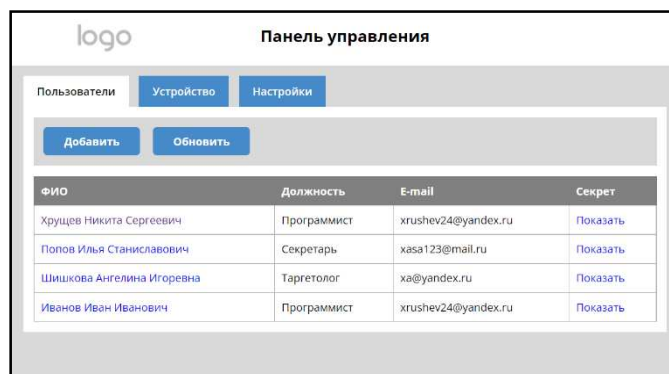 logo Панель управления
Пользователи Устройство Настройки
Добавить Обновить
ФИО Должность E-mail Секрет
Хрущев Никита Сергеевич Программист xrushev24@yandex.ru Показать
Попов Илья Станиславович Секретарь xasa123@mail.ru Показать
Шишкова Ангелина Игоревна Таргетолог xa@yandex.ru Показать
Иванов Иван Иванович Программист xrushev24@yandex.ru Показать